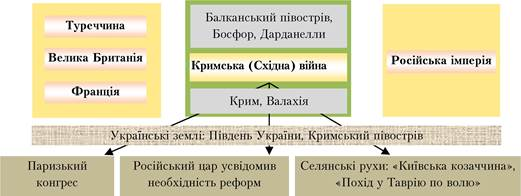 Туреччина
Велика Британія
Франція
Балканський півострів,
Босфор, Дарданелли
Кримська (Східна) війна
Крим, Валахія
Російська імперія
Українські землі: Південь України, Кримський півострів
Паризький
конгрес
Російський цар усвідомив
необхідність реформ
Селянські рухи: «Київська козаччина»,
«Похід у Таврію по волю»